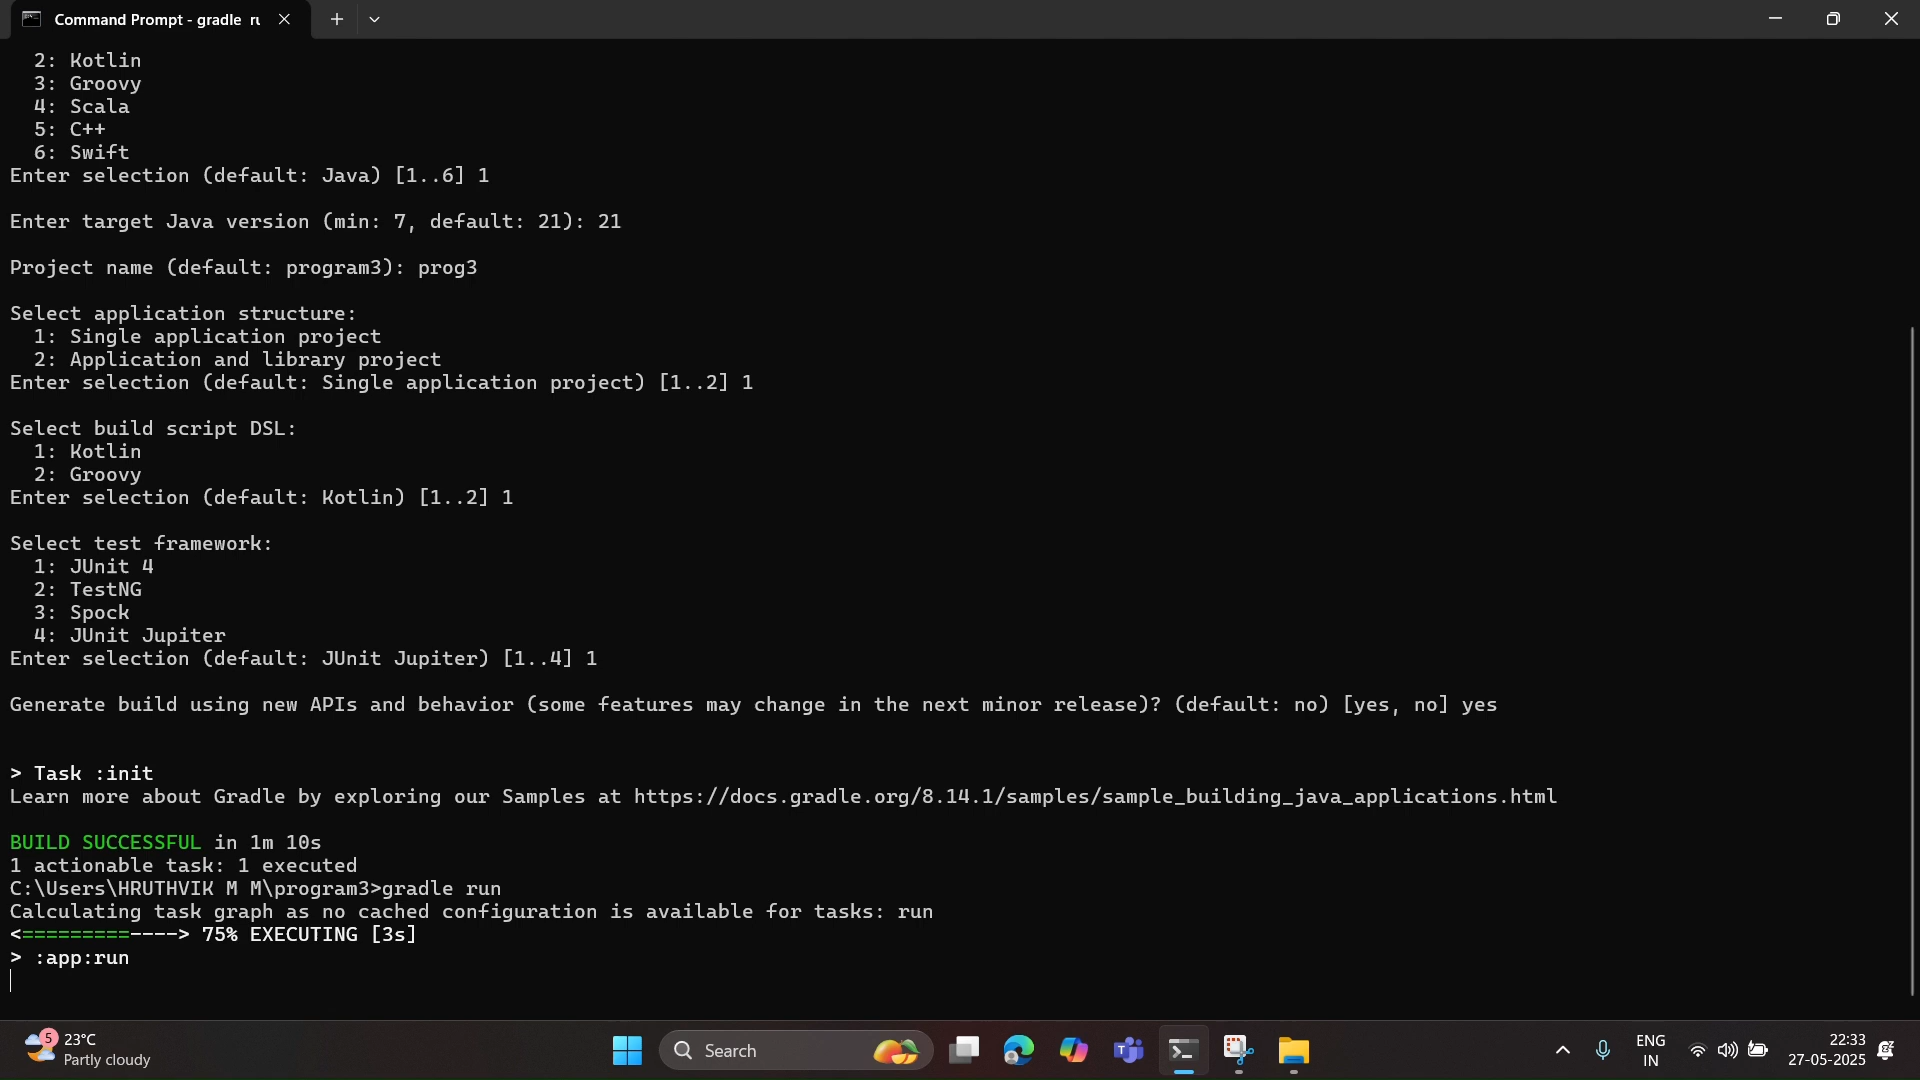 Command Prompt - gradle ru
2: Kotlin
3: Groovy
4: Scala
5: C++
6: Swift
Enter selection (default: Java) [1..6] 1
Enter target Java version (min: 7, default: 21): 21
Project name (default: program3): prog3
Select application structure:
1: Single application project
2: Application and library project
Enter selection (default: Single application project) [1..2] 1
Select build script DSL:
1: Kotlin
2: Groovy
Enter selection (default: Kotlin) [1..2] 1
Select test framework:
1: JUnit 4
2: TestNG
3: Spock
4: JUnit Jupiter
Enter selection (default: JUnit Jupiter) [1..4] 1
Generate build using new APIs and behavior (some features may change in the next minor release)? (default: no) [yes, no] yes
> Task :init
Learn more about Gradle by exploring our Samples at https://docs.gradle.org/8.14.1/samples/sample_building_java_applications.html
BUILD SUCCESSFUL in 1m 10s
1 actionable task: 1 executed
C:\Users\HRUTHVIK M M\program3>gradle run
Calculating task graph as no cached configuration is available for tasks: run
<=========----> 75% EXECUTING [3s]
> :app:run
5
23°C
Partly cloudy
Search
ENG
IN
22:33
27-05-2025